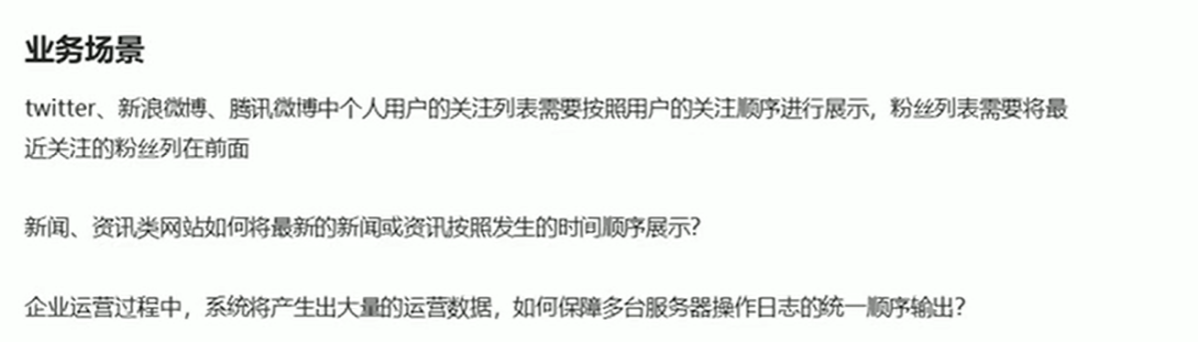 业务场景
twitter、新浪微博、腾讯微博中个人用户的关注列表需要按照用户的关注顺序进行展示，粉丝列表需要将最
近关注的粉丝列在前面
新闻、资讯类网站如何将最新的新闻或资讯按照发生的时间顺序展示？
企业运营过程中，系统将产生出大量的运营数据，如何保障多台服务器操作日志的统一顺序输出？